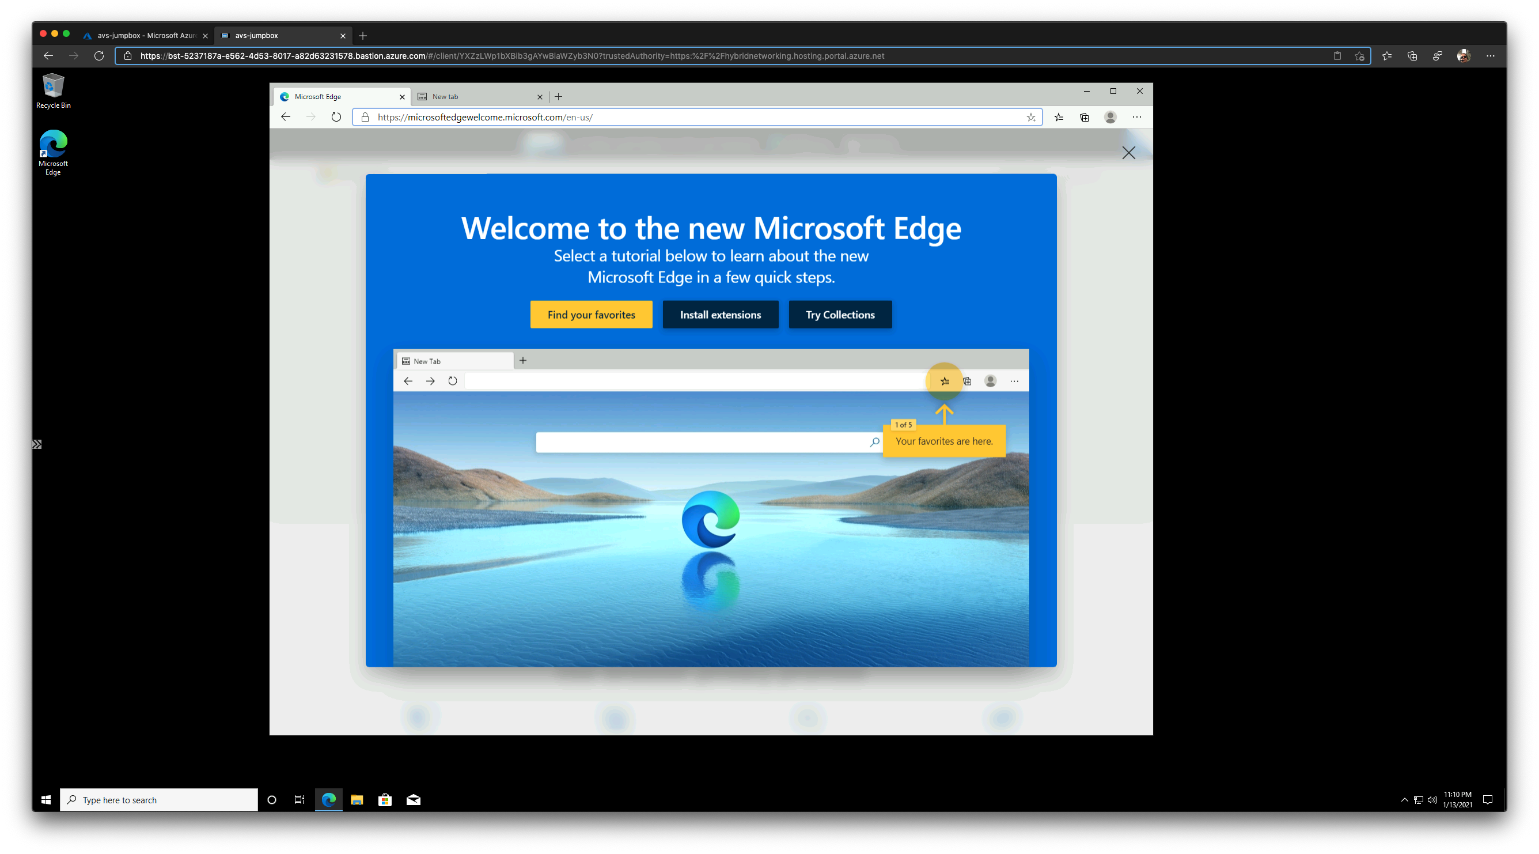 avs-jumpbox - Microsoft Azur
avs-jumpbox
https://bst-5237187a-e562-4d53-8017-a82d63231578.bastion.azure.com/#/client/YXZzLWp1bXBib3gAYwBiaWZyb3N0?trustedAuthority=https:%2F%2Fhybridnetworking.hosting.portal.azure.net
Recycle Bin
Microsoft
Edge
Microsoft Edge
New tab
https://microsoftedgewelcome.microsoft.com/en-us/
Welcome to the new Microsoft Edge
Select a tutorial below to learn about the new
Microsoft Edge in a few quick steps.
Find your favorites
Install extensions
Try Collections
New Tab
1 of 5
Your favorites are here.
Type here to search
11:10 PM
1/13/2021